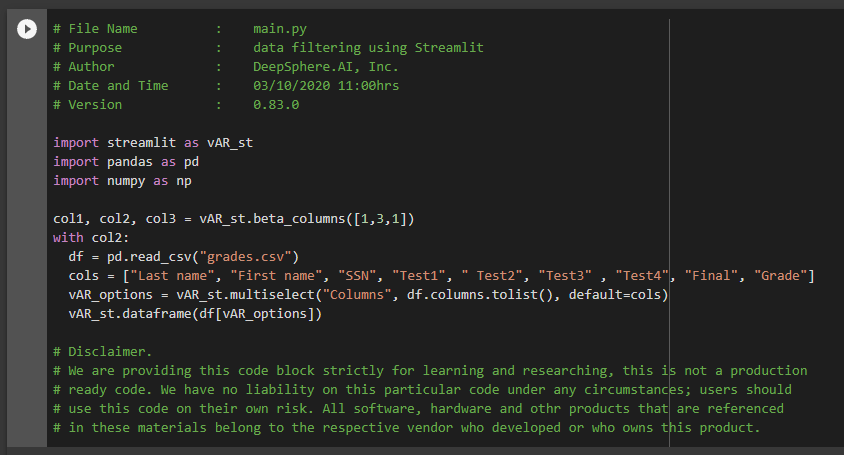 # File Name          :    main.py
# Purpose            :    data filtering using Streamlit
# Author             :    DeepSphere.AI, Inc.
# Date and Time      :    03/10/2020 11:00hrs
# Version            :    0.83.0

import streamlit as vAR_st
import pandas as pd
import numpy as np

col1, col2, col3 = vAR_st.beta_columns([1,3,1])
with col2:
  df = pd.read_csv("grades.csv")
  cols = ["Last name", "First name", "SSN", "Test1", " Test2", "Test3" , "Test4", "Final", "Grade"]
  vAR_options = vAR_st.multiselect("Columns", df.columns.tolist(), default=cols)
  vAR_st.dataframe(df[vAR_options])

# Disclaimer.
# We are providing this code block strictly for learning and researching, this is not a production
# ready code. We have no liability on this particular code under any circumstances; users should
# use this code on their own risk. All software, hardware and othr products that are referenced
# in these materials belong to the respective vendor who developed or who owns this product.